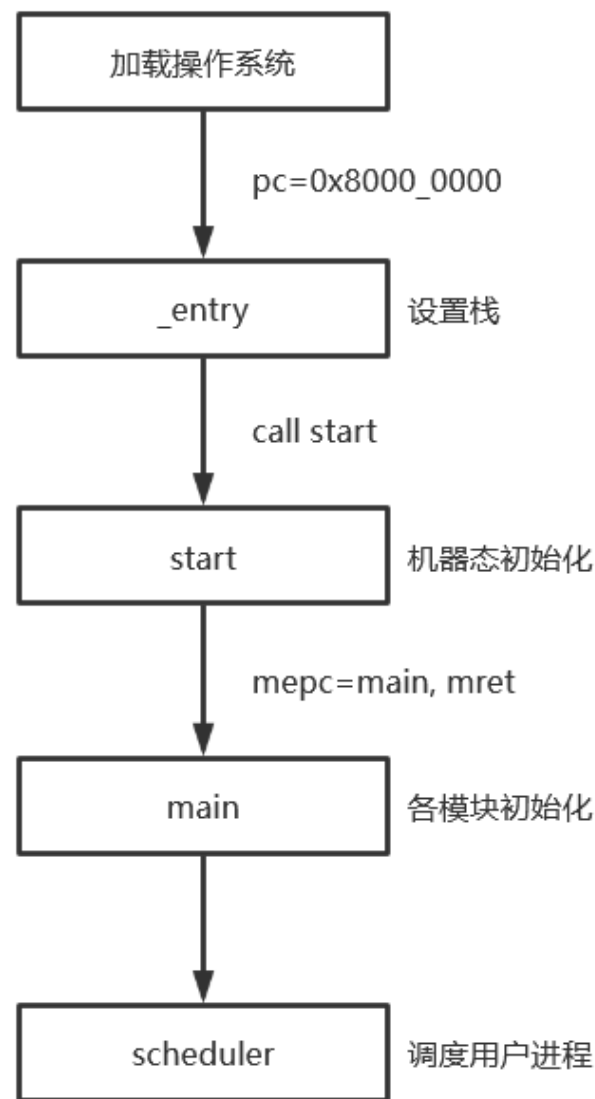 加载操作系统
pc=0x8000_0000
_entry 设置栈
call start
start 机器态初始化
mepc=main, mret
main 各模块初始化
scheduler 调度用户进程